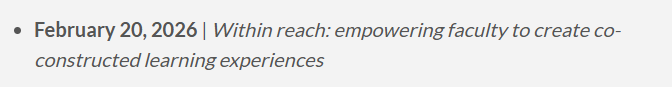 • February 20, 2026 | Within reach: empowering faculty to create co-
constructed learning experiences